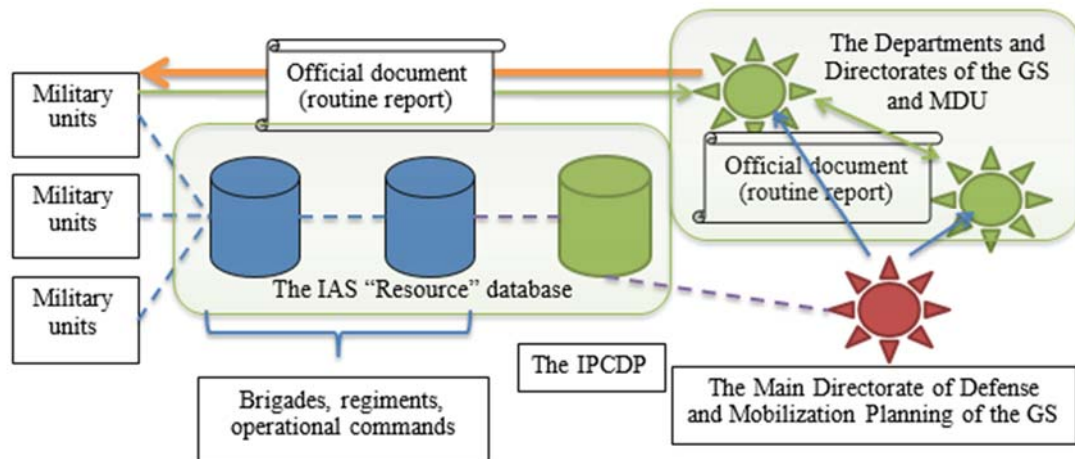 Military
units
Official document
(routine report)
The Departments and
Directorates of the GS
and MDU
Official document
(routine report)
Military
units
Military
units
The IAS “Resource” database
Brigades, regiments,
operational commands
The IPCDP
The Main Directorate of Defense
and Mobilization Planning of the GS